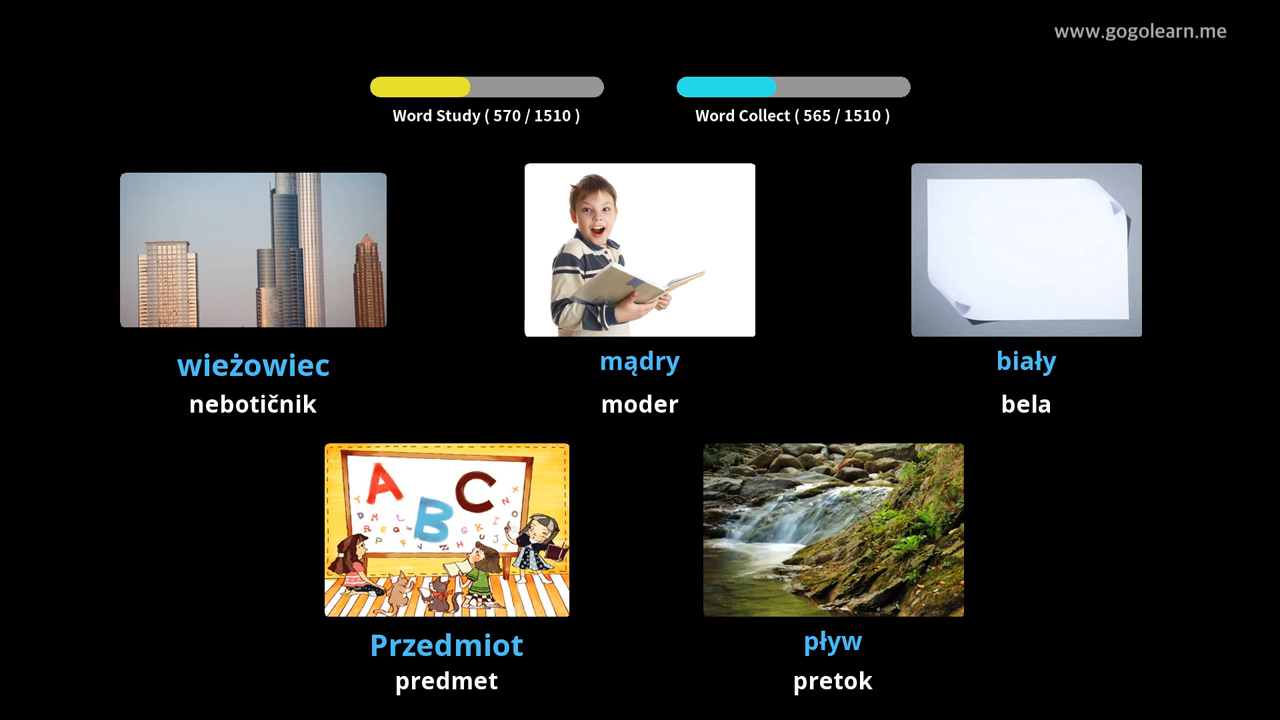 www.gogolearn.me
Word Study ( 570 / 1510 )
Word Collect ( 565 / 1510 )
wieżowiec
nebotičnik
mądry
moder
biały
bela
A B C
Przedmiot
predmet
pływ
pretok